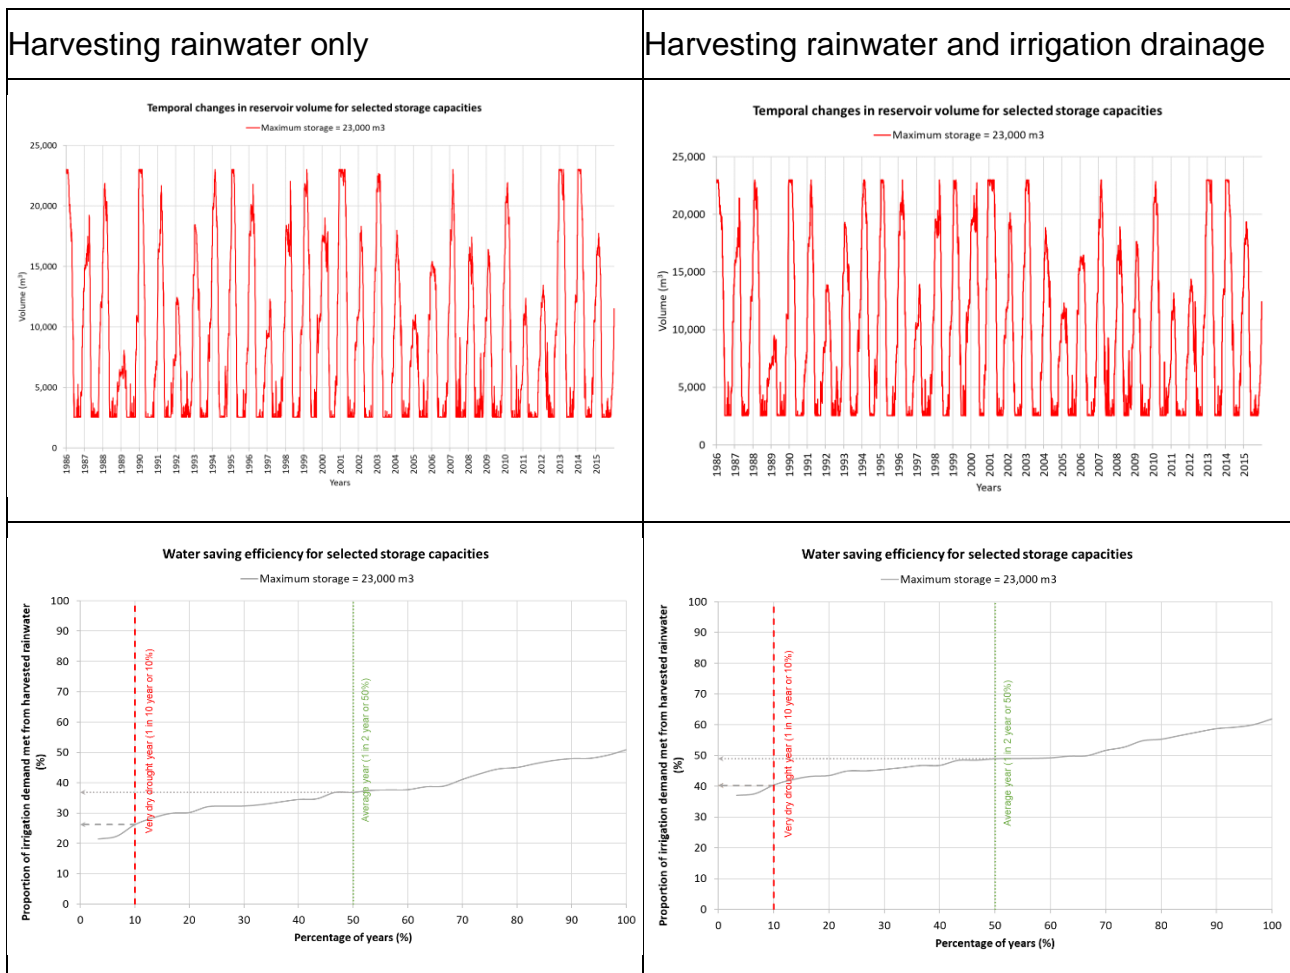 Harvesting rainwater only
Harvesting rainwater and irrigation drainage
Temporal changes in reservoir volume for selected storage capacities
Maximum storage = 23,000 m3
25,000
20,000
15,000
10,000
5,000
0
Volume (m³)
1986 1987 1988 1989 1990 1991 1992 1993 1994 1995 1996 1997 1998 1999 2000 2001 2002 2003 2004 2005 2006 2007 2008 2009 2010 2011 2012 2013 2014 2015
Years
Temporal changes in reservoir volume for selected storage capacities
Maximum storage = 23,000 m3
25,000
20,000
15,000
10,000
5,000
0
Volume (m³)
1986 1987 1988 1989 1990 1991 1992 1993 1994 1995 1996 1997 1998 1999 2000 2001 2002 2003 2004 2005 2006 2007 2008 2009 2010 2011 2012 2013 2014 2015
Years
Water saving efficiency for selected storage capacities
Maximum storage = 23,000 m3
Proportion of irrigation demand met from harvested rainwater
(%)
100
90
80
70
60
50
40
30
20
10
0
Very dry drought year (1 in 10 year or 10%)
Average year (1 in 2 year or 50%)
0 10 20 30 40 50 60 70 80 90 100
Percentage of years (%)
Water saving efficiency for selected storage capacities
Maximum storage = 23,000 m3
Proportion of irrigation demand met from harvested rainwater
(%)
100
90
80
70
60
50
40
30
20
10
0
Very dry drought year (1 in 10 year or 10%)
Average year (1 in 2 year or 50%)
0 10 20 30 40 50 60 70 80 90 100
Percentage of years (%)